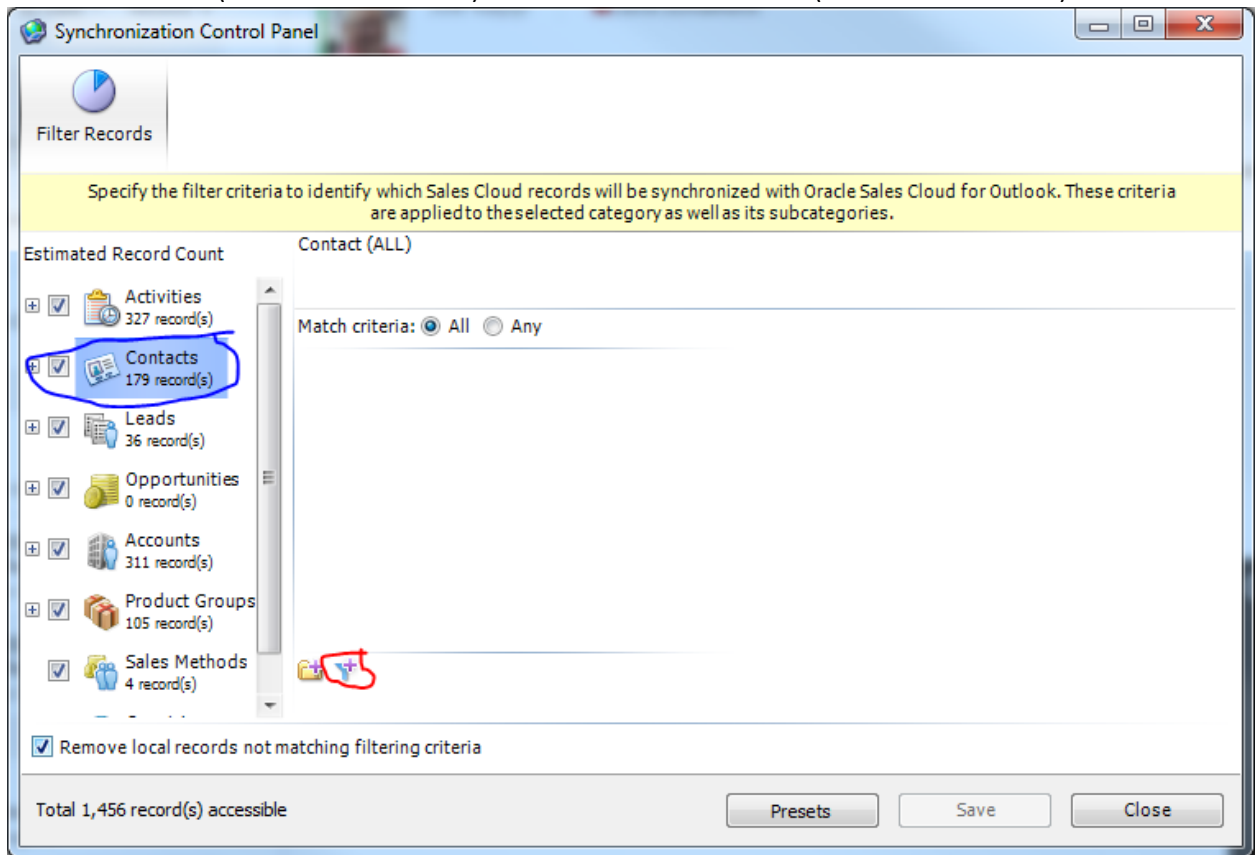 Synchronization Control Panel
Filter Records
Specify the filter criteria to identify which Sales Cloud records will be synchronized with Oracle Sales Cloud for Outlook. These criteria
are applied to the selected category as well as its subcategories.
Estimated Record Count
Contact (ALL)
Activities
327 record(s)
Match criteria: All Any
Contacts
179 record(s)
Leads
36 record(s)
Opportunities
0 record(s)
Accounts
311 record(s)
Product Groups
105 record(s)
Sales Methods
4 record(s)
Remove local records not matching filtering criteria
Total 1,456 record(s) accessible
Presets
Save
Close